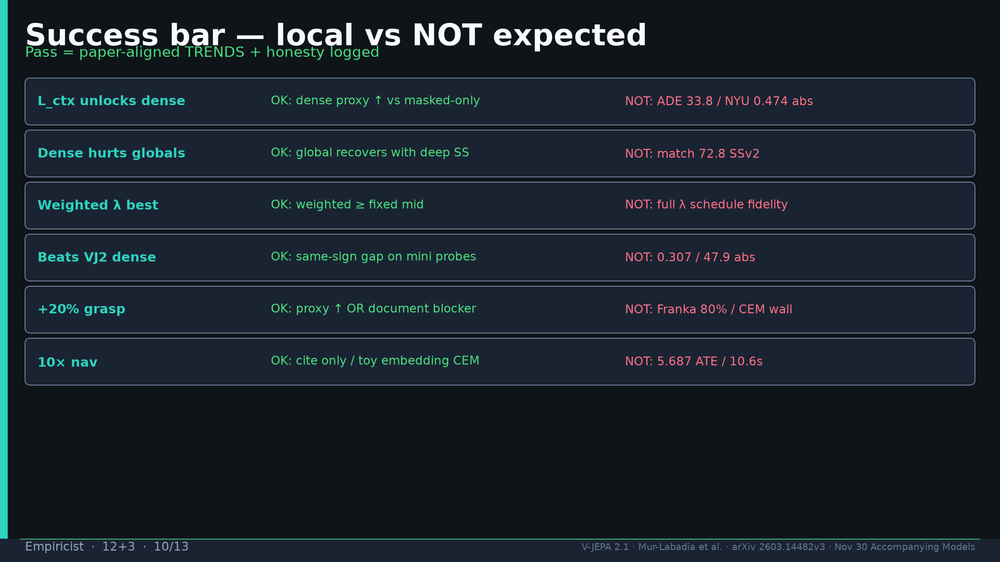 Success bar — local vs NOT expected
Pass = paper-aligned TRENDS + honesty logged
L_ctx unlocks dense
OK: dense proxy ↑ vs masked-only
NOT: ADE 33.8 / NYU 0.474 abs
Dense hurts globals
OK: global recovers with deep SS
NOT: match 72.8 SSv2
Weighted λ best
OK: weighted ≥ fixed mid
NOT: full λ schedule fidelity
Beats VJ2 dense
OK: same-sign gap on mini probes
NOT: 0.307 / 47.9 abs
+20% grasp
OK: proxy ↑ OR document blocker
NOT: Franka 80% / CEM wall
10× nav
OK: cite only / toy embedding CEM
NOT: 5.687 ATE / 10.6s
Empiricist · 12+3 · 10/13
V-JEPA 2.1 · Mur-Labadia et al. · arXiv 2603.14482v3 · Nov 30 Accompanying Models